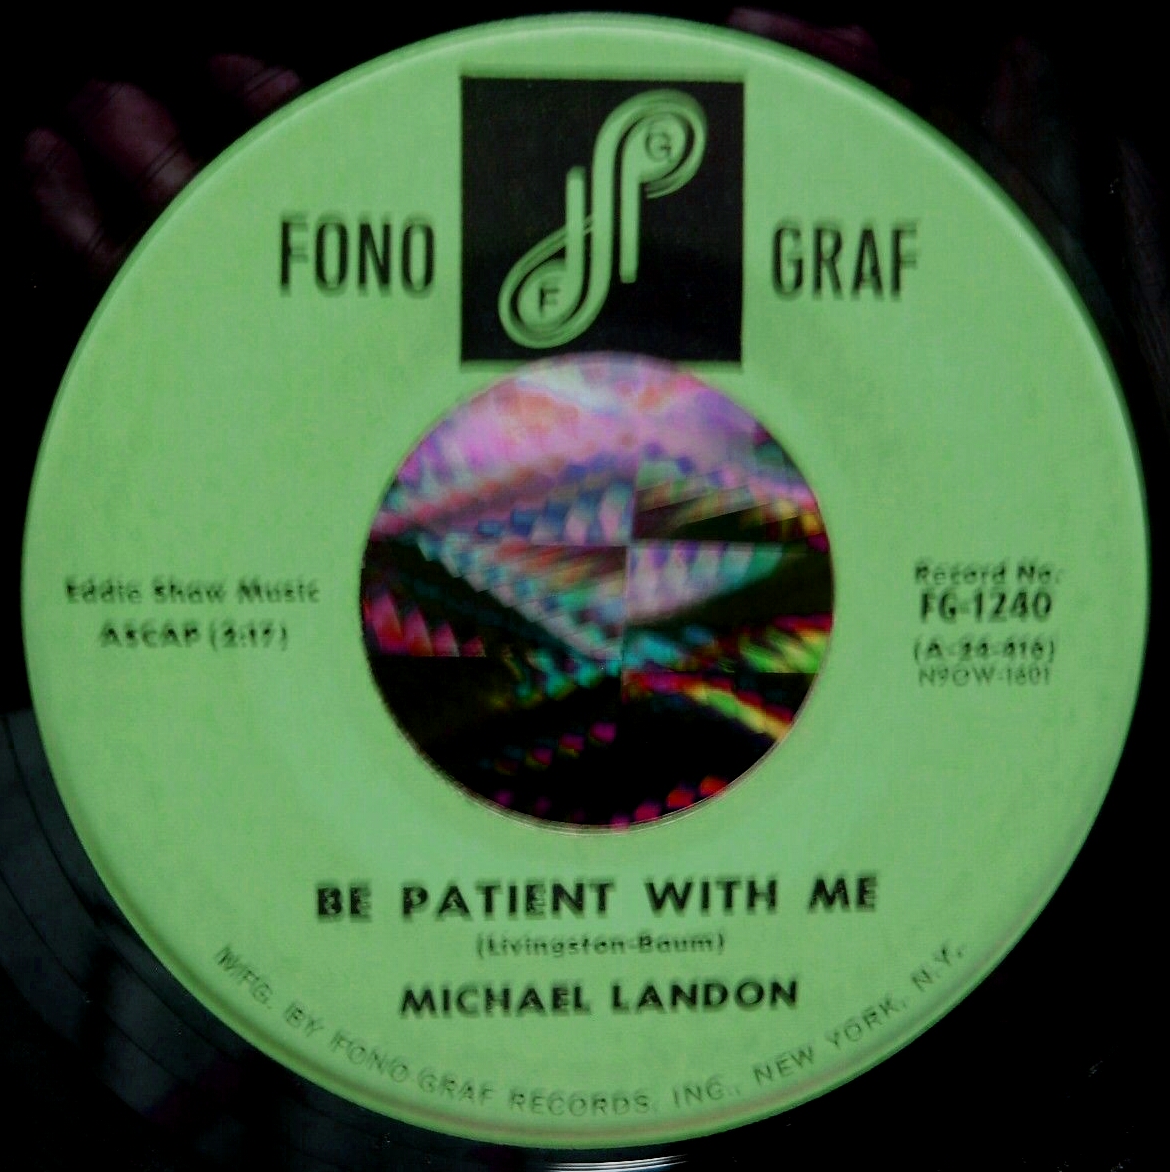 FONO GRAF
G
F
Eddie Shaw Music
ASCAP (2:17)
Record No.
FG-1240
(A-24-416)
N9OW-1601
BE PATIENT WITH ME
(Livingston-Baum)
MICHAEL LANDON
MFG. BY FONO-GRAF RECORDS, INC., NEW YORK, N.Y.